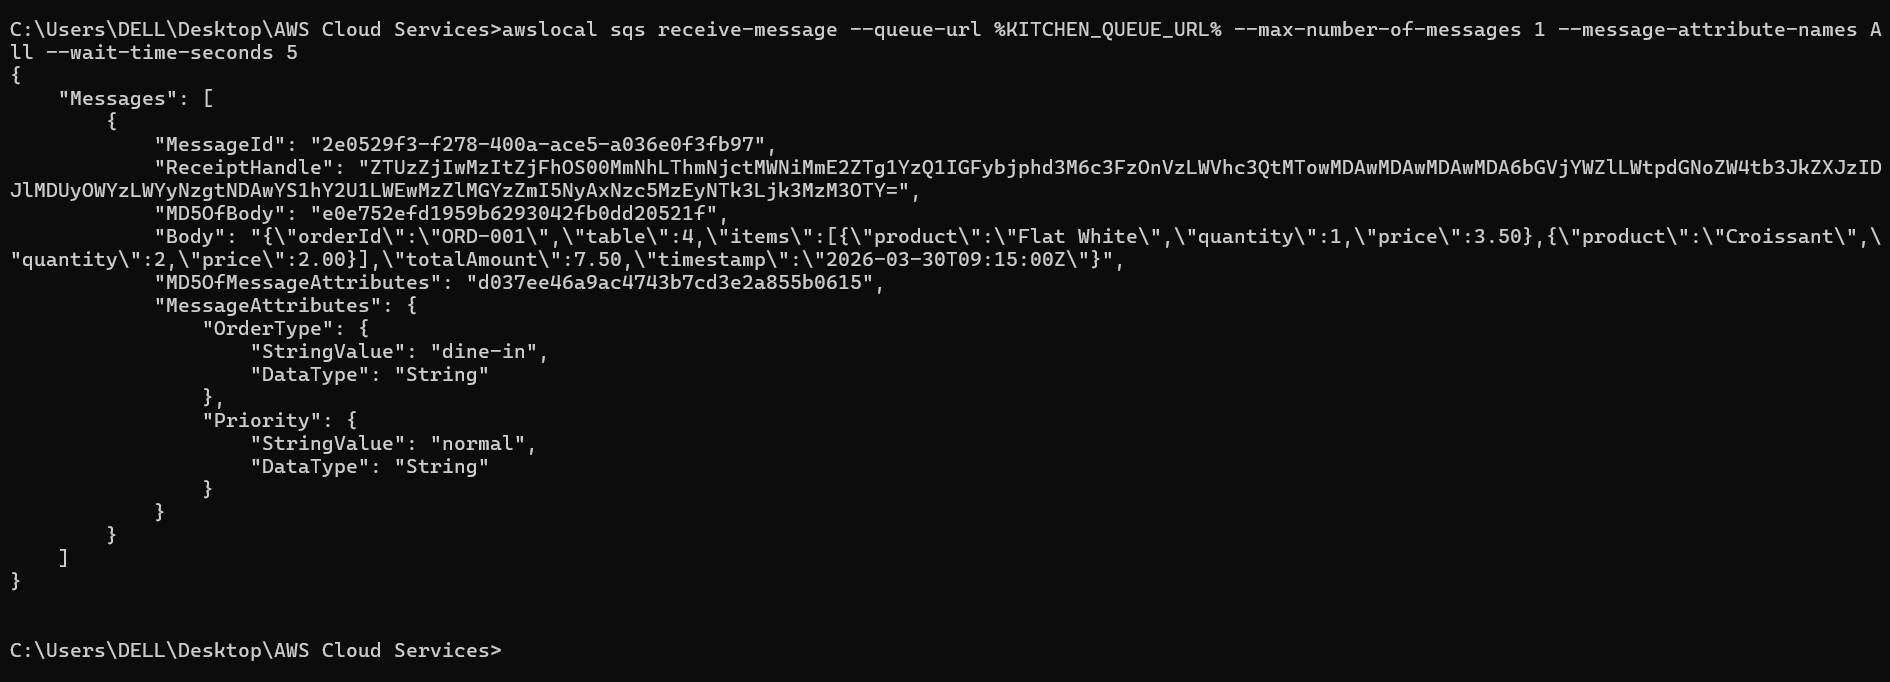 C:\Users\DELL\Desktop\AWS Cloud Services>awslocal sqs receive-message --queue-url %KITCHEN_QUEUE_URL% --max-number-of-messages 1 --message-attribute-names A
ll --wait-time-seconds 5
{
    "Messages": [
        {
            "MessageId": "2e0529f3-f278-400a-ace5-a036e0f3fb97",
            "ReceiptHandle": "ZTUzZjIwMzItZjFhOS00MmNhLThmNjctMWNiMmE2ZTg1YzQ1IGFybjphd3M6c3FzOnVzLWVhc3QtMTowMDAwMDAwMDAwMDA6bGVjYWZlLWtpdGNoZW4tb3JkZXJzID
JlMDUyOWYzLWYyNzgtNDAwYS1hY2U1LWEwMzZlMGYzZmI5NyAxNzc5MzEyNTk3Ljk3MzM3OTY=",
            "MD5OfBody": "e0e752efd1959b6293042fb0dd20521f",
            "Body": "{\"orderId\":\"ORD-001\",\"table\":4,\"items\":[{\"product\":\"Flat White\",\"quantity\":1,\"price\":3.50},{\"product\":\"Croissant\",\
"quantity\":2,\"price\":2.00}],\"totalAmount\":7.50,\"timestamp\":\"2026-03-30T09:15:00Z\"}",
            "MD5OfMessageAttributes": "d037ee46a9ac4743b7cd3e2a855b0615",
            "MessageAttributes": {
                "OrderType": {
                    "StringValue": "dine-in",
                    "DataType": "String"
                },
                "Priority": {
                    "StringValue": "normal",
                    "DataType": "String"
                }
            }
        }
    ]
}
C:\Users\DELL\Desktop\AWS Cloud Services>